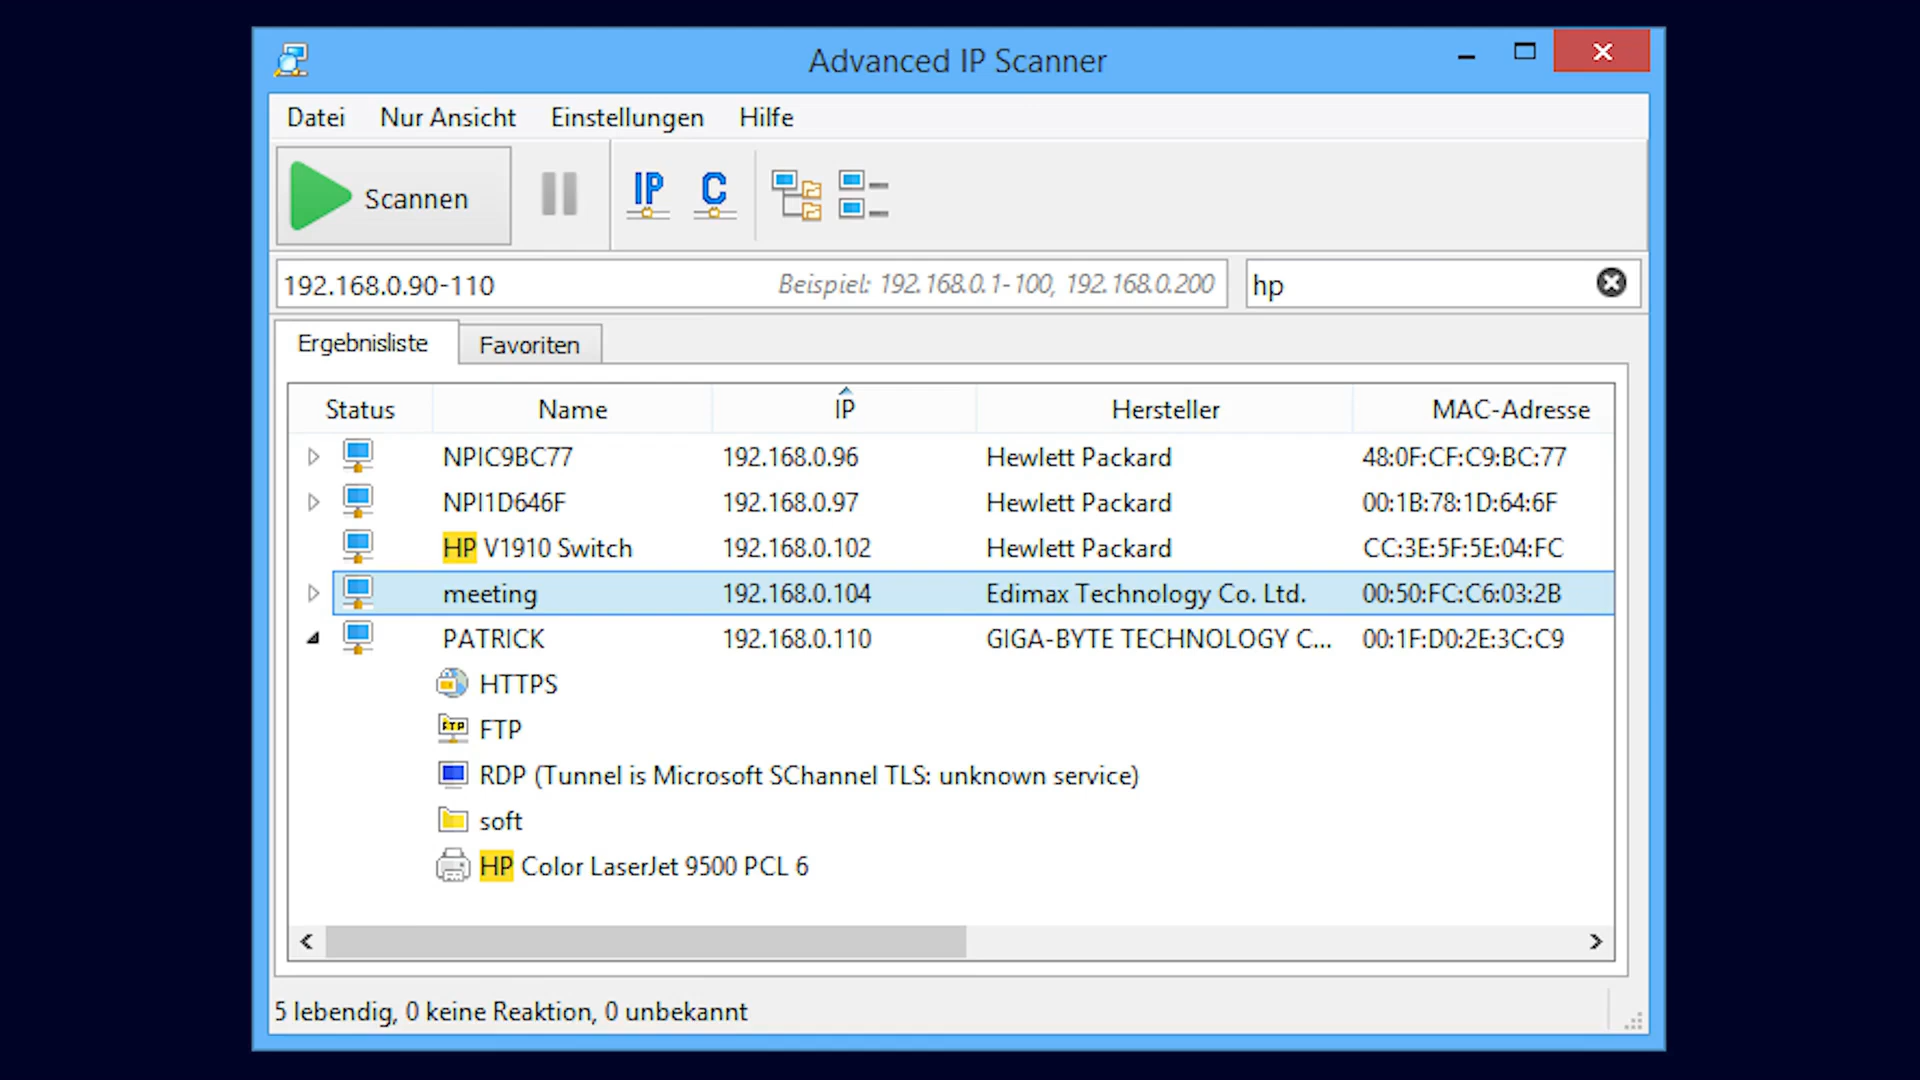 Advanced IP Scanner
Datei Nur Ansicht Einstellungen Hilfe
Scannen IP C
192.168.0.90-110 Beispiel: 192.168.0.1-100, 192.168.0.200 hp
Ergebnisliste Favoriten
Status Name IP Hersteller MAC-Adresse
NPIC9BC77 192.168.0.96 Hewlett Packard 48:0F:CF:C9:BC:77
NPI1D646F 192.168.0.97 Hewlett Packard 00:1B:78:1D:64:6F
HP V1910 Switch 192.168.0.102 Hewlett Packard CC:3E:5F:5E:04:FC
meeting 192.168.0.104 Edimax Technology Co. Ltd. 00:50:FC:C6:03:2B
PATRICK 192.168.0.110 GIGA-BYTE TECHNOLOGY C... 00:1F:D0:2E:3C:C9
HTTPS
FTP FTP
RDP (Tunnel is Microsoft SChannel TLS: unknown service)
soft
HP Color LaserJet 9500 PCL 6
5 lebendig, 0 keine Reaktion, 0 unbekannt